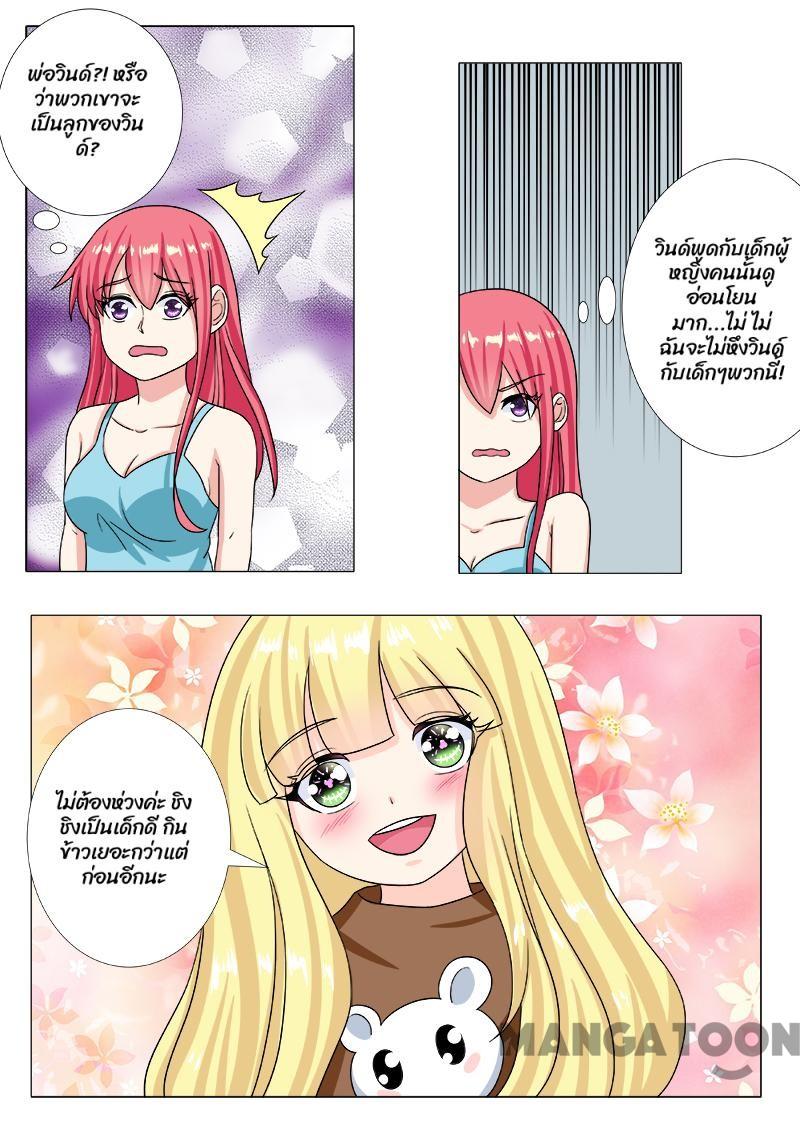 พ่อวินด์?! หรือ
ว่าพวกเขาจะ
เป็นลูกของวิน
ด์?
วินด์พูดกับเด็กผู้
หญิงคนนั้นดู
อ่อนโยน
มาก...ไม่ ไม่
ฉันจะไม่หึงวินด์
กับเด็กๆพวกนี้!
ไม่ต้องห่วงค่ะ ชิง
ชิงเป็นเด็กดี กิน
ข้าวเยอะกว่าแต่
ก่อนอีกนะ
MANGATOON